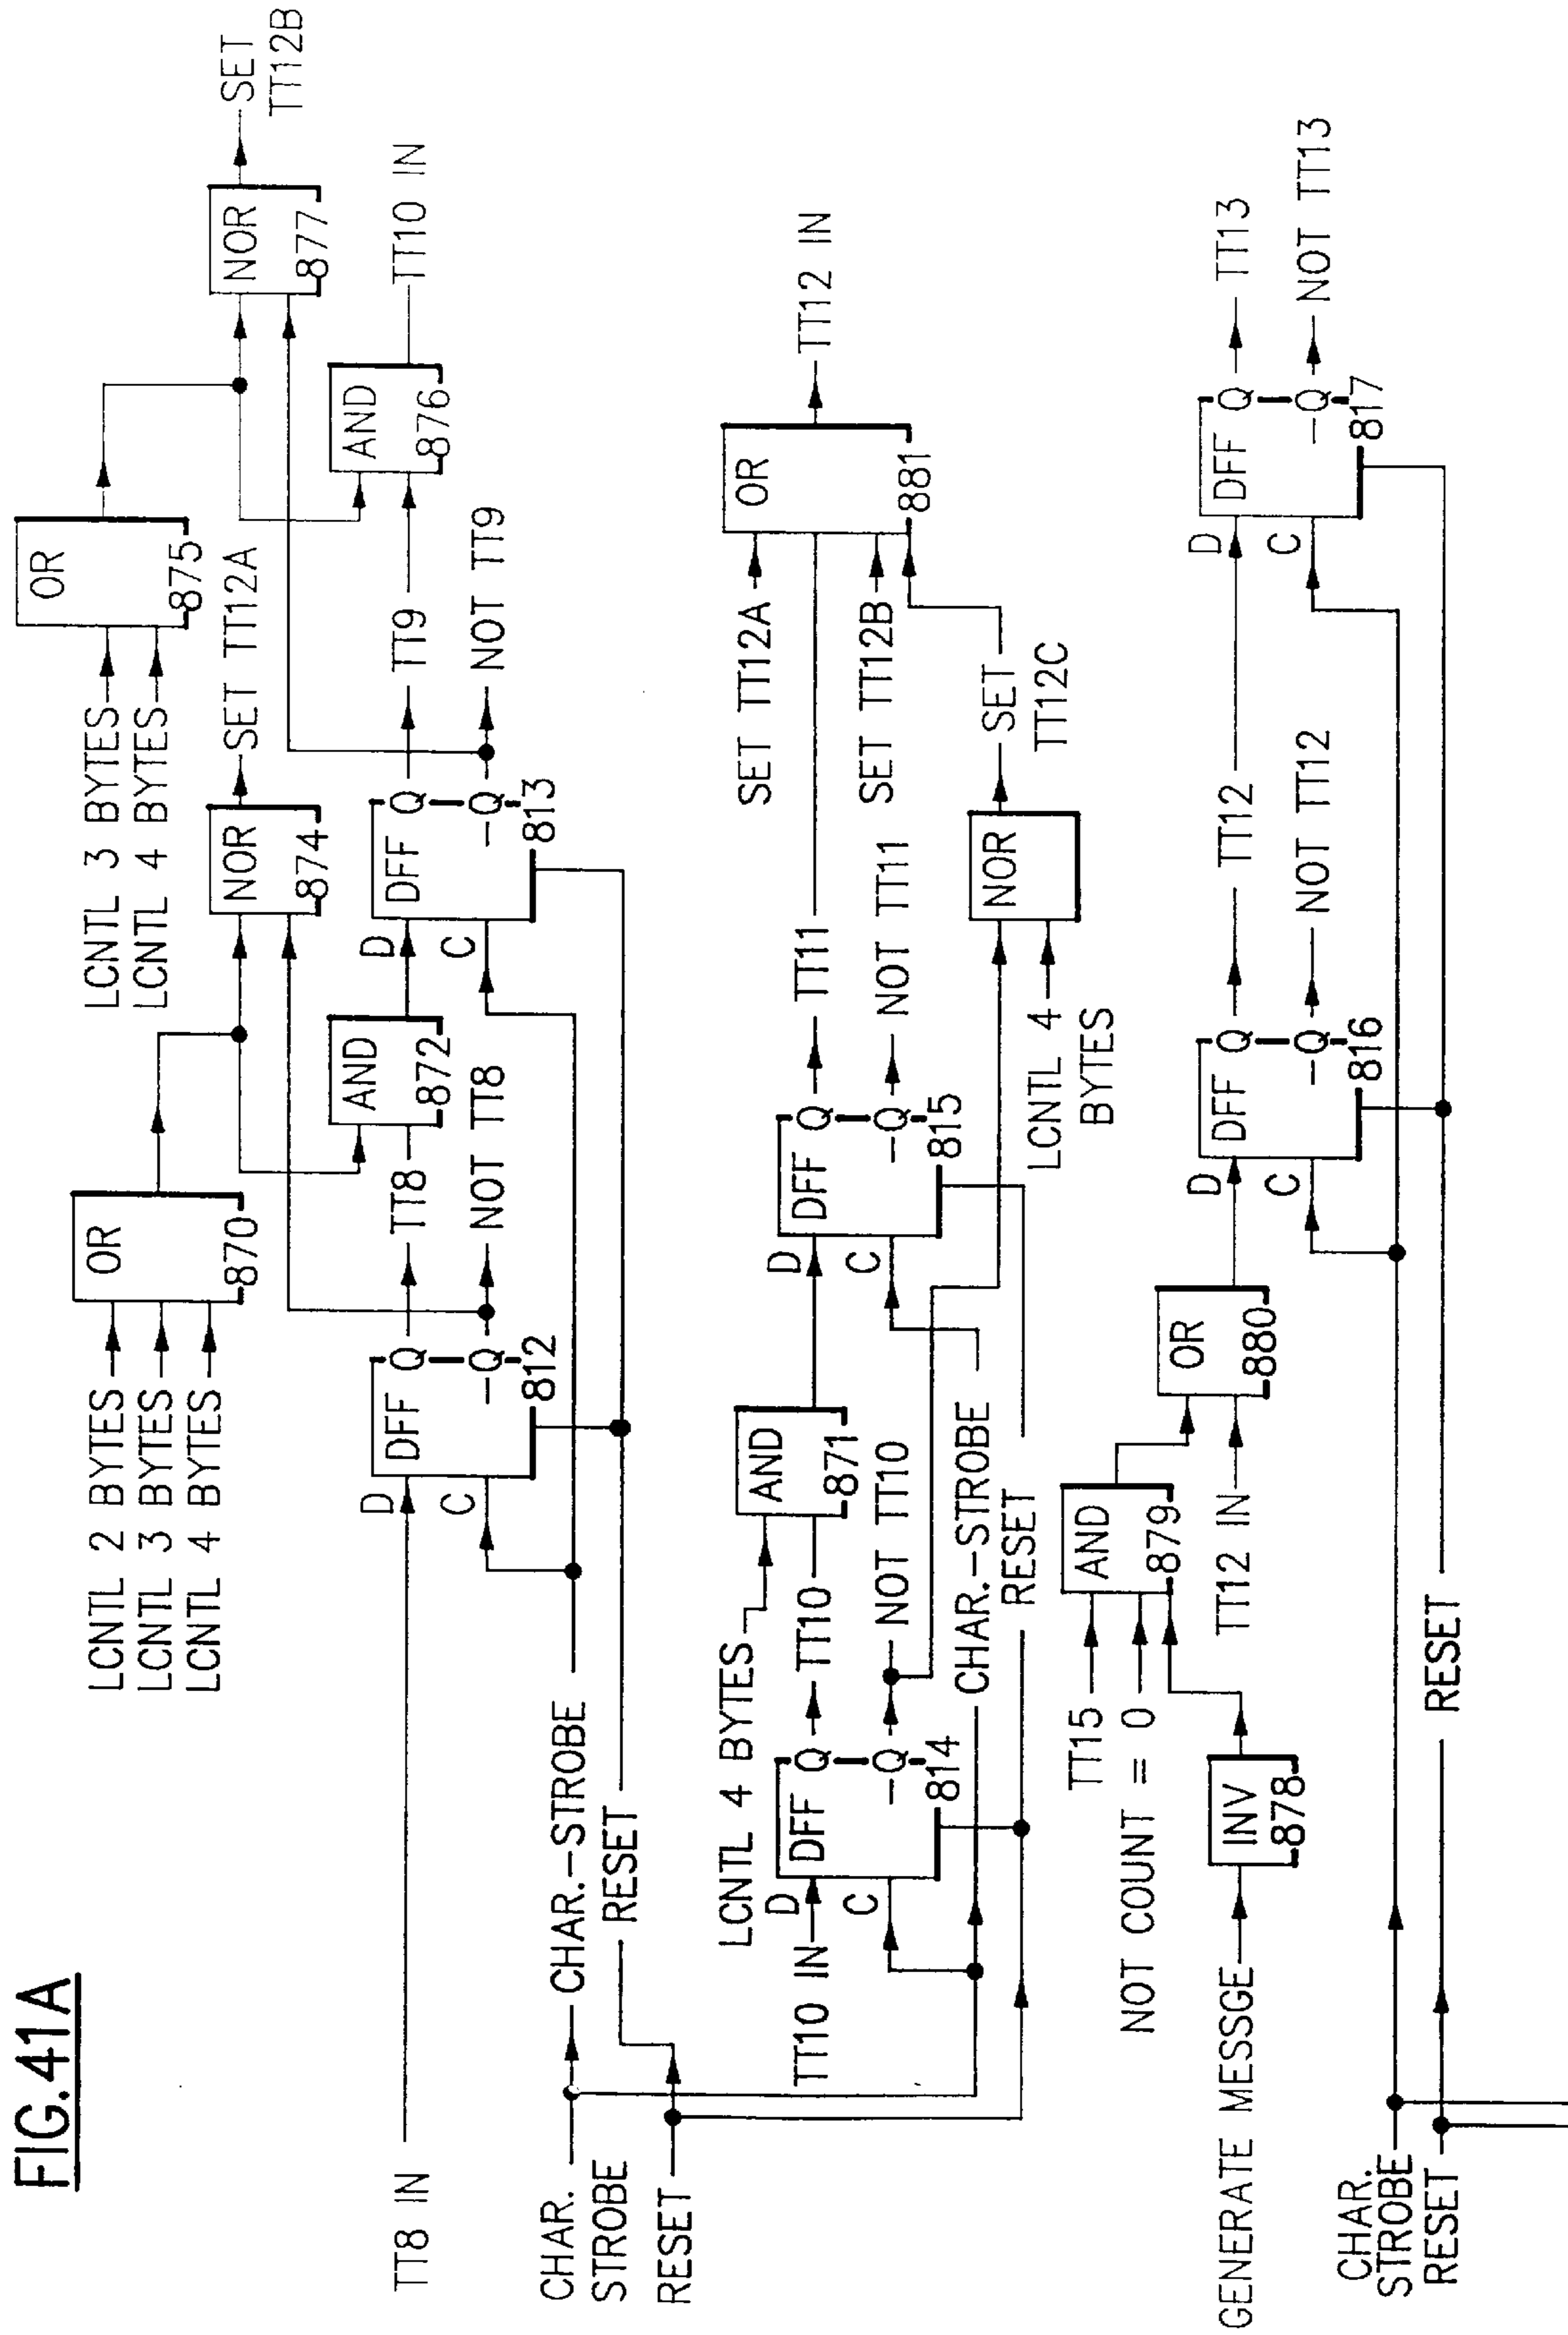 FIG.41A
LCNTL 2 BYTES
LCNTL 3 BYTES
LCNTL 4 BYTES
OR
870
LCNTL 3 BYTES
LCNTL 4 BYTES
OR
875
NOR
874
SET TT12A
NOR
877
SET
TT12B
TT8 IN
D
C
DFF
Q
-Q
812
TT8
NOT TT8
AND
872
D
C
DFF
Q
-Q
813
TT9
NOT TT9
AND
876
TT10 IN
CHAR.
STROBE
CHAR.-STROBE
RESET
RESET
LCNTL 4 BYTES
TT10 IN
D
C
DFF
Q
-Q
814
TT10
NOT TT10
AND
871
D
C
DFF
Q
-Q
815
TT11
NOT TT11
SET TT12A
SET TT12B
OR
881
TT12 IN
LCNTL 4
BYTES
NOR
SET
TT12C
CHAR.-STROBE
RESET
GENERATE MESSGE
INV
878
TT15
NOT COUNT = 0
AND
879
TT12 IN
OR
880
D
C
DFF
Q
-Q
816
TT12
NOT TT12
D
C
DFF
Q
-Q
817
TT13
NOT TT13
CHAR.
STROBE
RESET
RESET